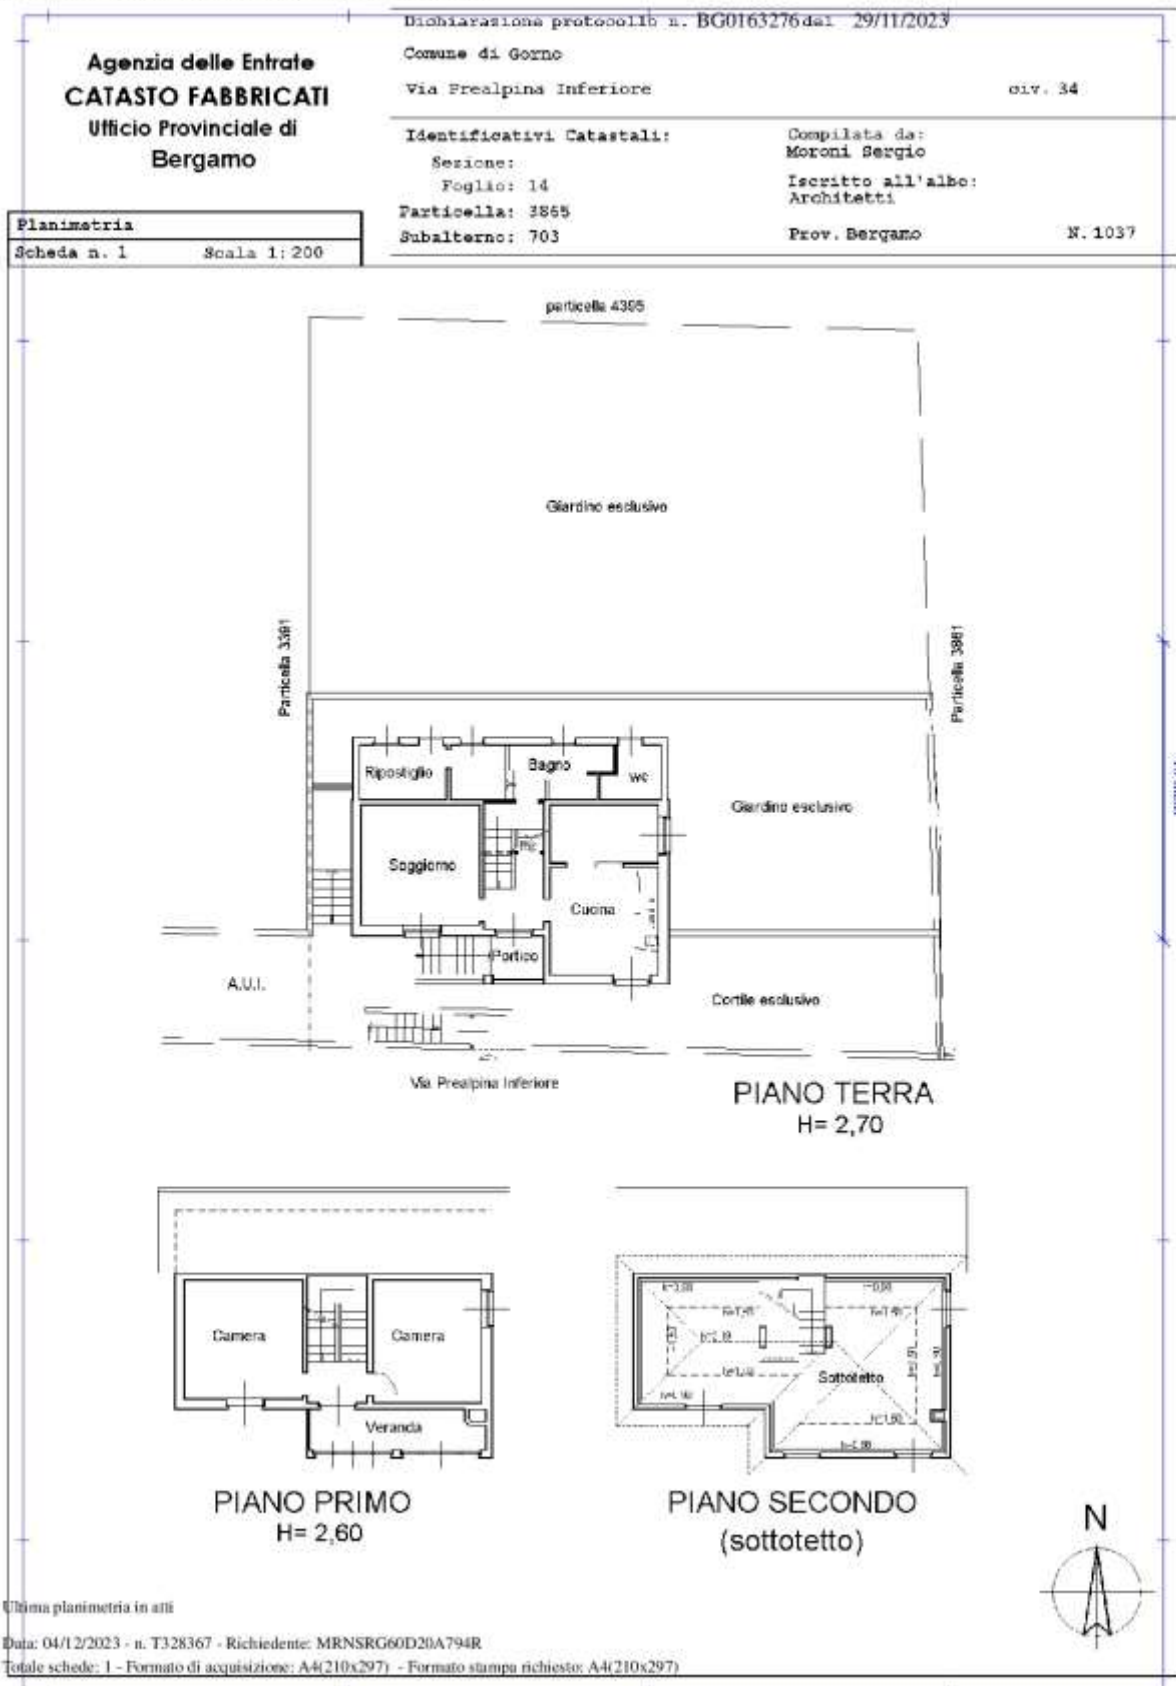 Dichiarazione protocollo n. BG0163276 del 29/11/2023
Agenzia delle Entrate
CATASTO FABBRICATI
Ufficio Provinciale di
Bergamo
Comune di Gorno
Via Prealpina Inferiore civ. 34
Identificativi Catastali:
Sezione:
Foglio: 14
Particella: 3865
Subalterno: 703
Compilata da:
Moroni Sergio
Iscritto all'albo:
Architetti
Prov. Bergamo N. 1037
Planimetria
Scheda n. 1 Scala 1:200
particella 4395
Giardino esclusivo
Particella 3391
Particella 3861
Ripostiglio
Bagno
wc
Giardino esclusivo
Soggiorno
Cucina
Portico
A.U.I.
Cortile esclusivo
Via Prealpina Inferiore
PIANO TERRA
H= 2,70
Camera
Camera
Veranda
Sottotetto
PIANO PRIMO
H= 2,60
PIANO SECONDO
(sottotetto)
N
Ultima planimetria in atti
Data: 04/12/2023 - n. T328367 - Richiedente: MRNSRG60D20A794R
Totale schede: 1 - Formato di acquisizione: A4(210x297) - Formato stampa richiesto: A4(210x297)